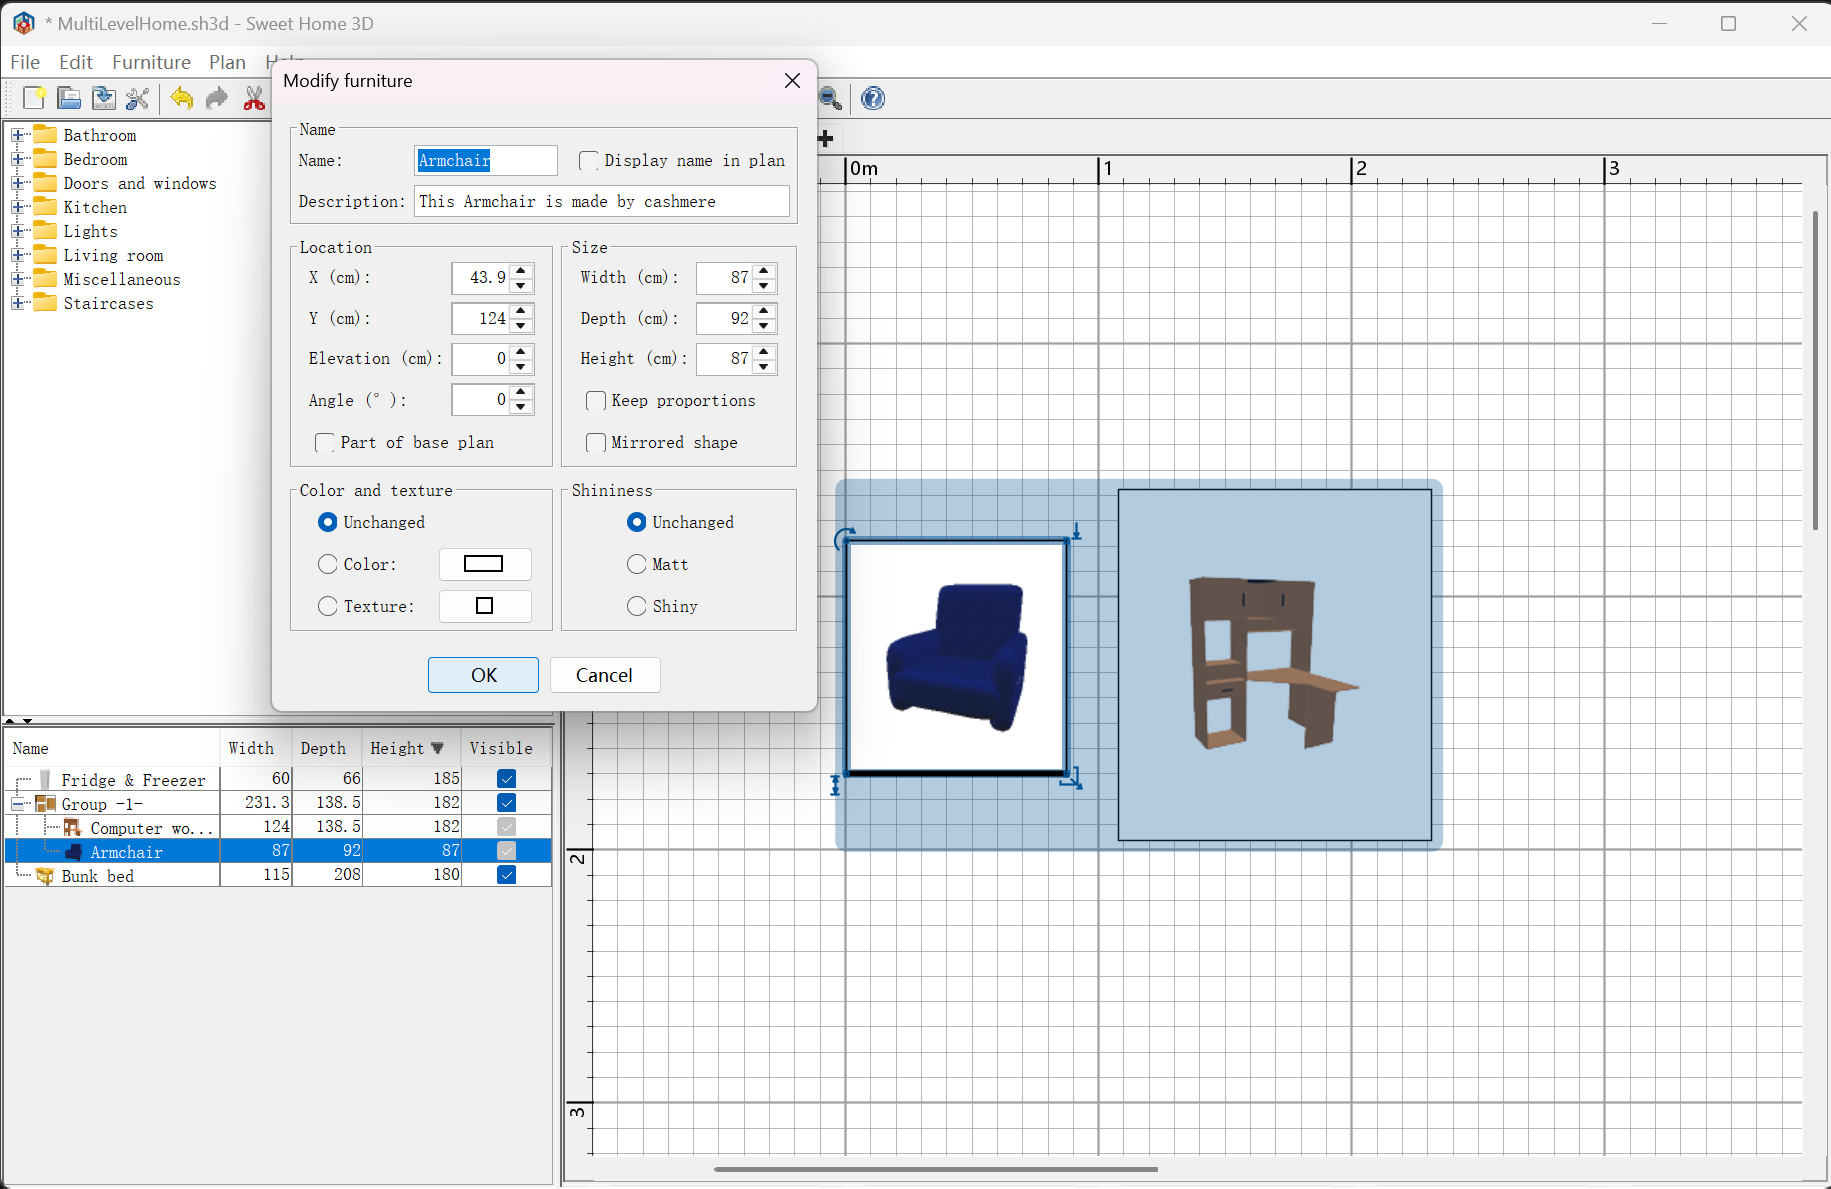 * MultiLevelHome.sh3d - Sweet Home 3D
File Edit Furniture Plan
Modify furniture
Name
Name: Armchair Display name in plan
Description: This Armchair is made by cashmere
Location
X (cm): 43.9
Y (cm): 124
Elevation (cm): 0
Angle (° ): 0
Part of base plan
Size
Width (cm): 87
Depth (cm): 92
Height (cm): 87
Keep proportions
Mirrored shape
Color and texture
Unchanged
Color:
Texture:
Shininess
Unchanged
Matt
Shiny
OK Cancel
Bathroom
Bedroom
Doors and windows
Kitchen
Lights
Living room
Miscellaneous
Staircases
0m 1 2 3
2
3
Name Width Depth Height Visible
Fridge & Freezer 60 66 185
Group -1- 231.3 138.5 182
Computer wo... 124 138.5 182
Armchair 87 92 87
Bunk bed 115 208 180